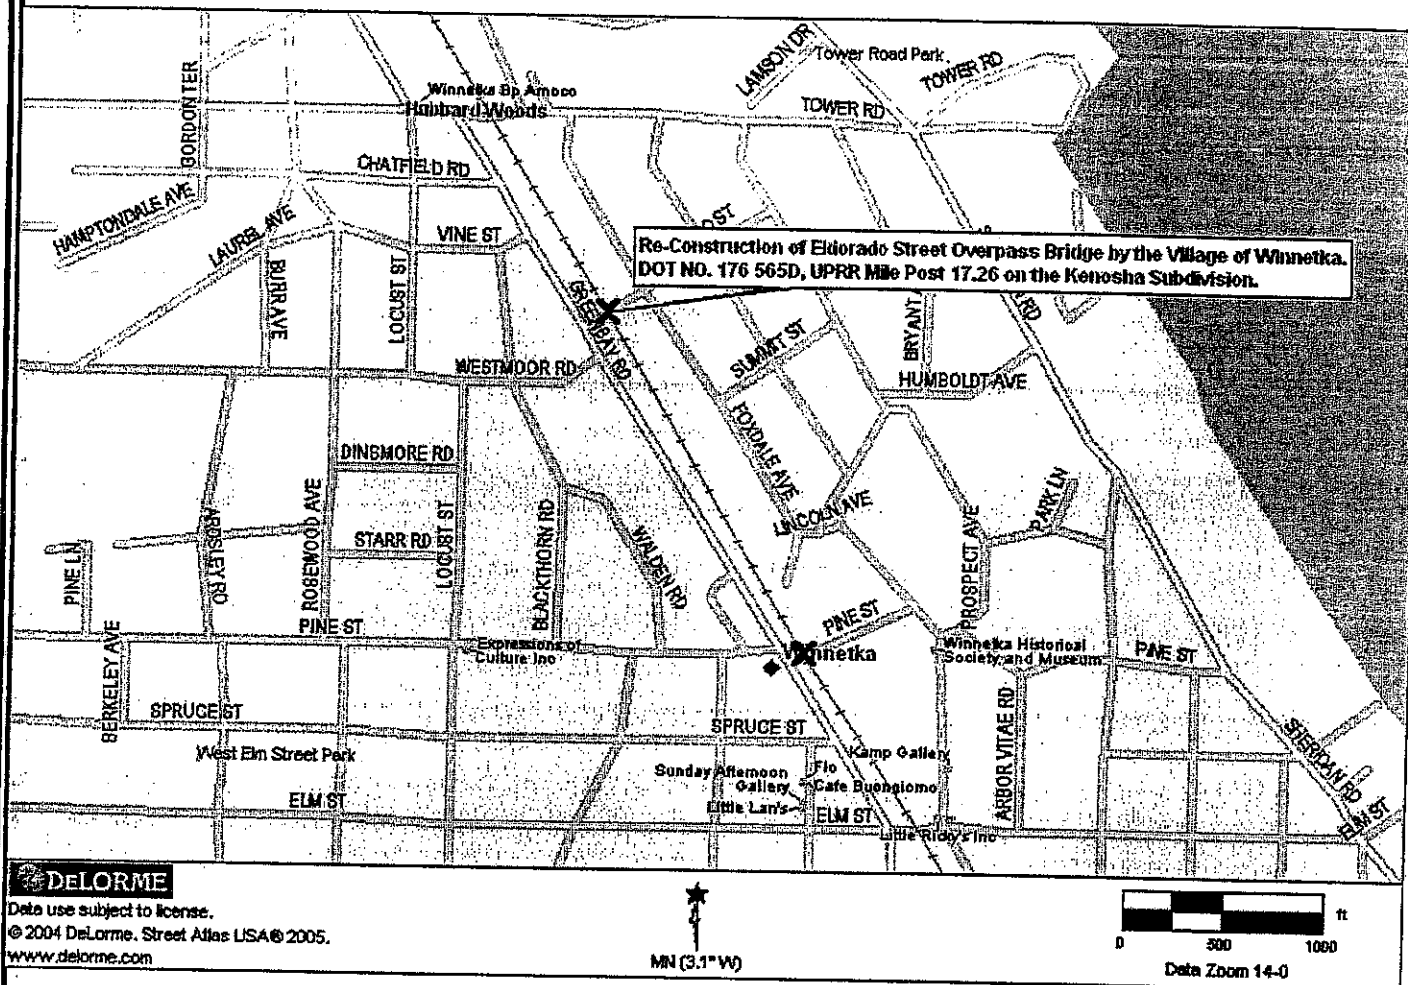 LAMSON DR
Tower Road Park
TOWER RD
BORDON TER
Winnetka Bp Amoco
Hubbard Woods
TOWER RD
CHATFIELD RD
HAMPTONDALE AVE
LAUREL AVE
VINE ST
Re-Construction of Eldorado Street Overpass Bridge by the Village of Winnetka.
DOT NO. 176 565D, UPRR Mile Post 17.26 on the Kenosha Subdivision.
BURR AVE
LOCUST ST
GREENBAY RD
BRYANT
RD
SUMMIT ST
WESTMOOR RD
HUMBOLDT AVE
FOXDALE AVE
DINSMORE RD
LINCOLN AVE
PARK LN
ARDSLEY RD
ROSEWOOD AVE
STARR RD
LOCUST ST
BLACKTHORN RD
WALDEN RD
PROSPECT AVE
PINE LN
PINE ST
PINE ST
BERKELEY AVE
Expressions of
Culture Inc
Winnetka
Winnetka Historical
Society and Museum
PINE ST
SPRUCE ST
SPRUCE ST
ARBOR VITAE RD
West Elm Street Park
Kamp Gallery
Sunday Afternoon
Gallery
Flo
Cafe Buongiorno
Little Lan's
SHERIDAN RD
ELM ST
ELM ST
Little Ricky's Inc
ELM ST
DELORME
Data use subject to license.
© 2004 DeLorme. Street Atlas USA® 2005.
www.delorme.com
MN (3.1° W)
ft
0 500 1000
Data Zoom 14-0